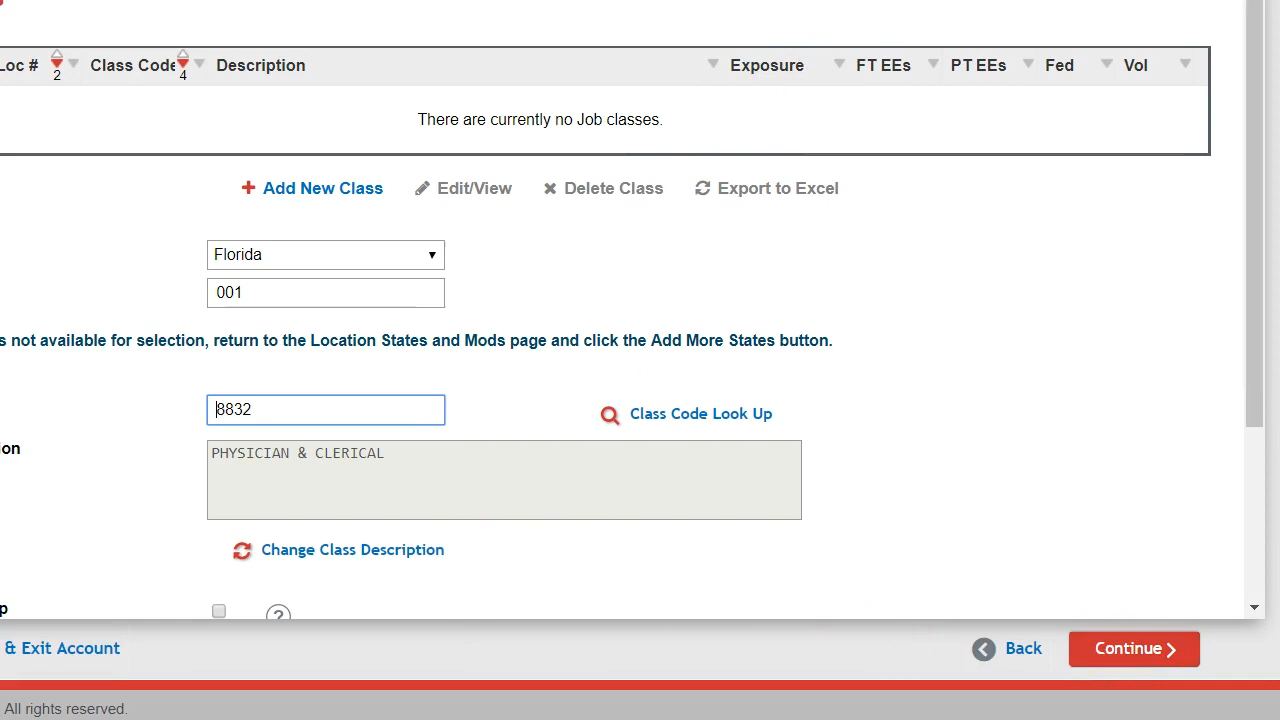 Loc # 2 Class Code 4 Description Exposure FT EEs PT EEs Fed Vol
There are currently no Job classes.
+ Add New Class Edit/View Delete Class Export to Excel
Florida
001
s not available for selection, return to the Location States and Mods page and click the Add More States button.
8832 Class Code Look Up
ion
PHYSICIAN & CLERICAL
Change Class Description
p ?
& Exit Account Back Continue
All rights reserved.